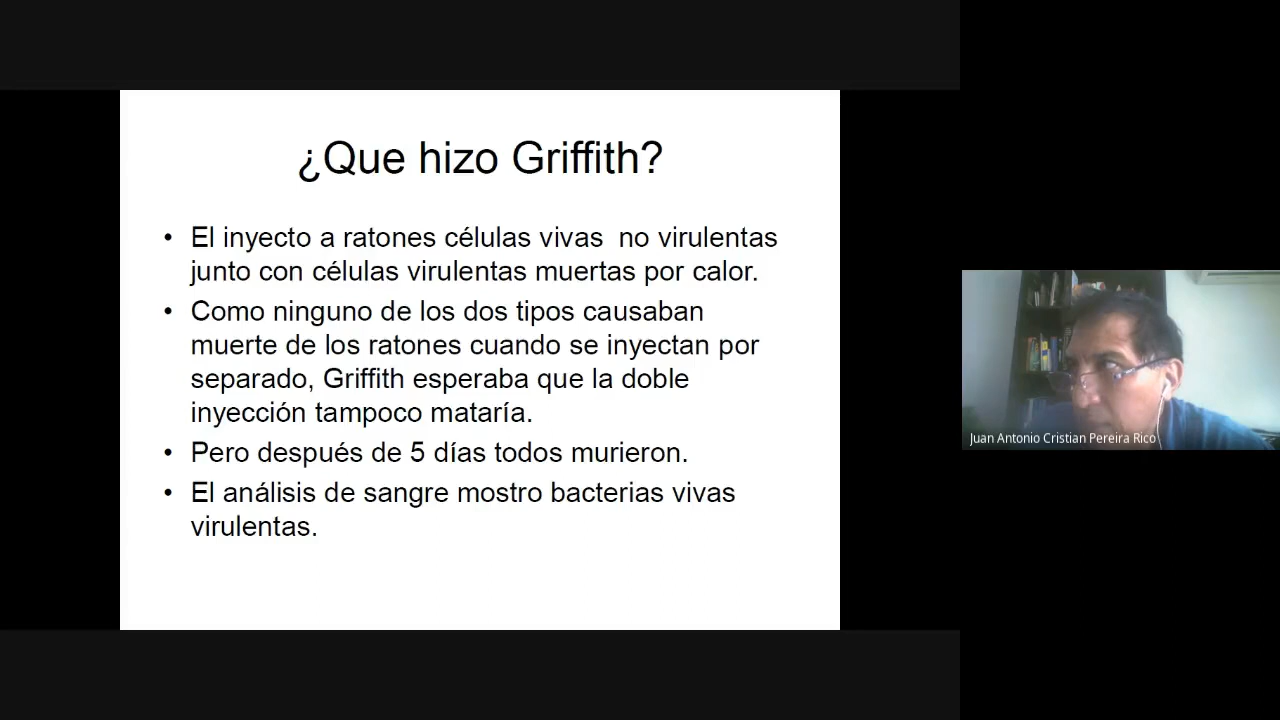 ¿Que hizo Griffith?
• El inyecto a ratones células vivas no virulentas
junto con células virulentas muertas por calor.
• Como ninguno de los dos tipos causaban
muerte de los ratones cuando se inyectan por
separado, Griffith esperaba que la doble
inyección tampoco mataría.
• Pero después de 5 días todos murieron.
• El análisis de sangre mostro bacterias vivas
virulentas.
Juan Antonio Cristian Pereira Rico